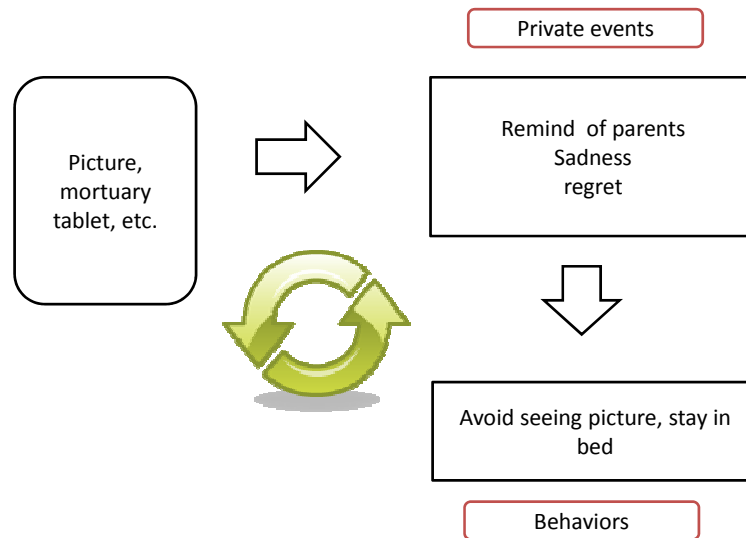 Private events
Picture,
mortuary
tablet, etc.
Remind  of parents
Sadness
regret
Avoid seeing picture, stay in
bed
Behaviors